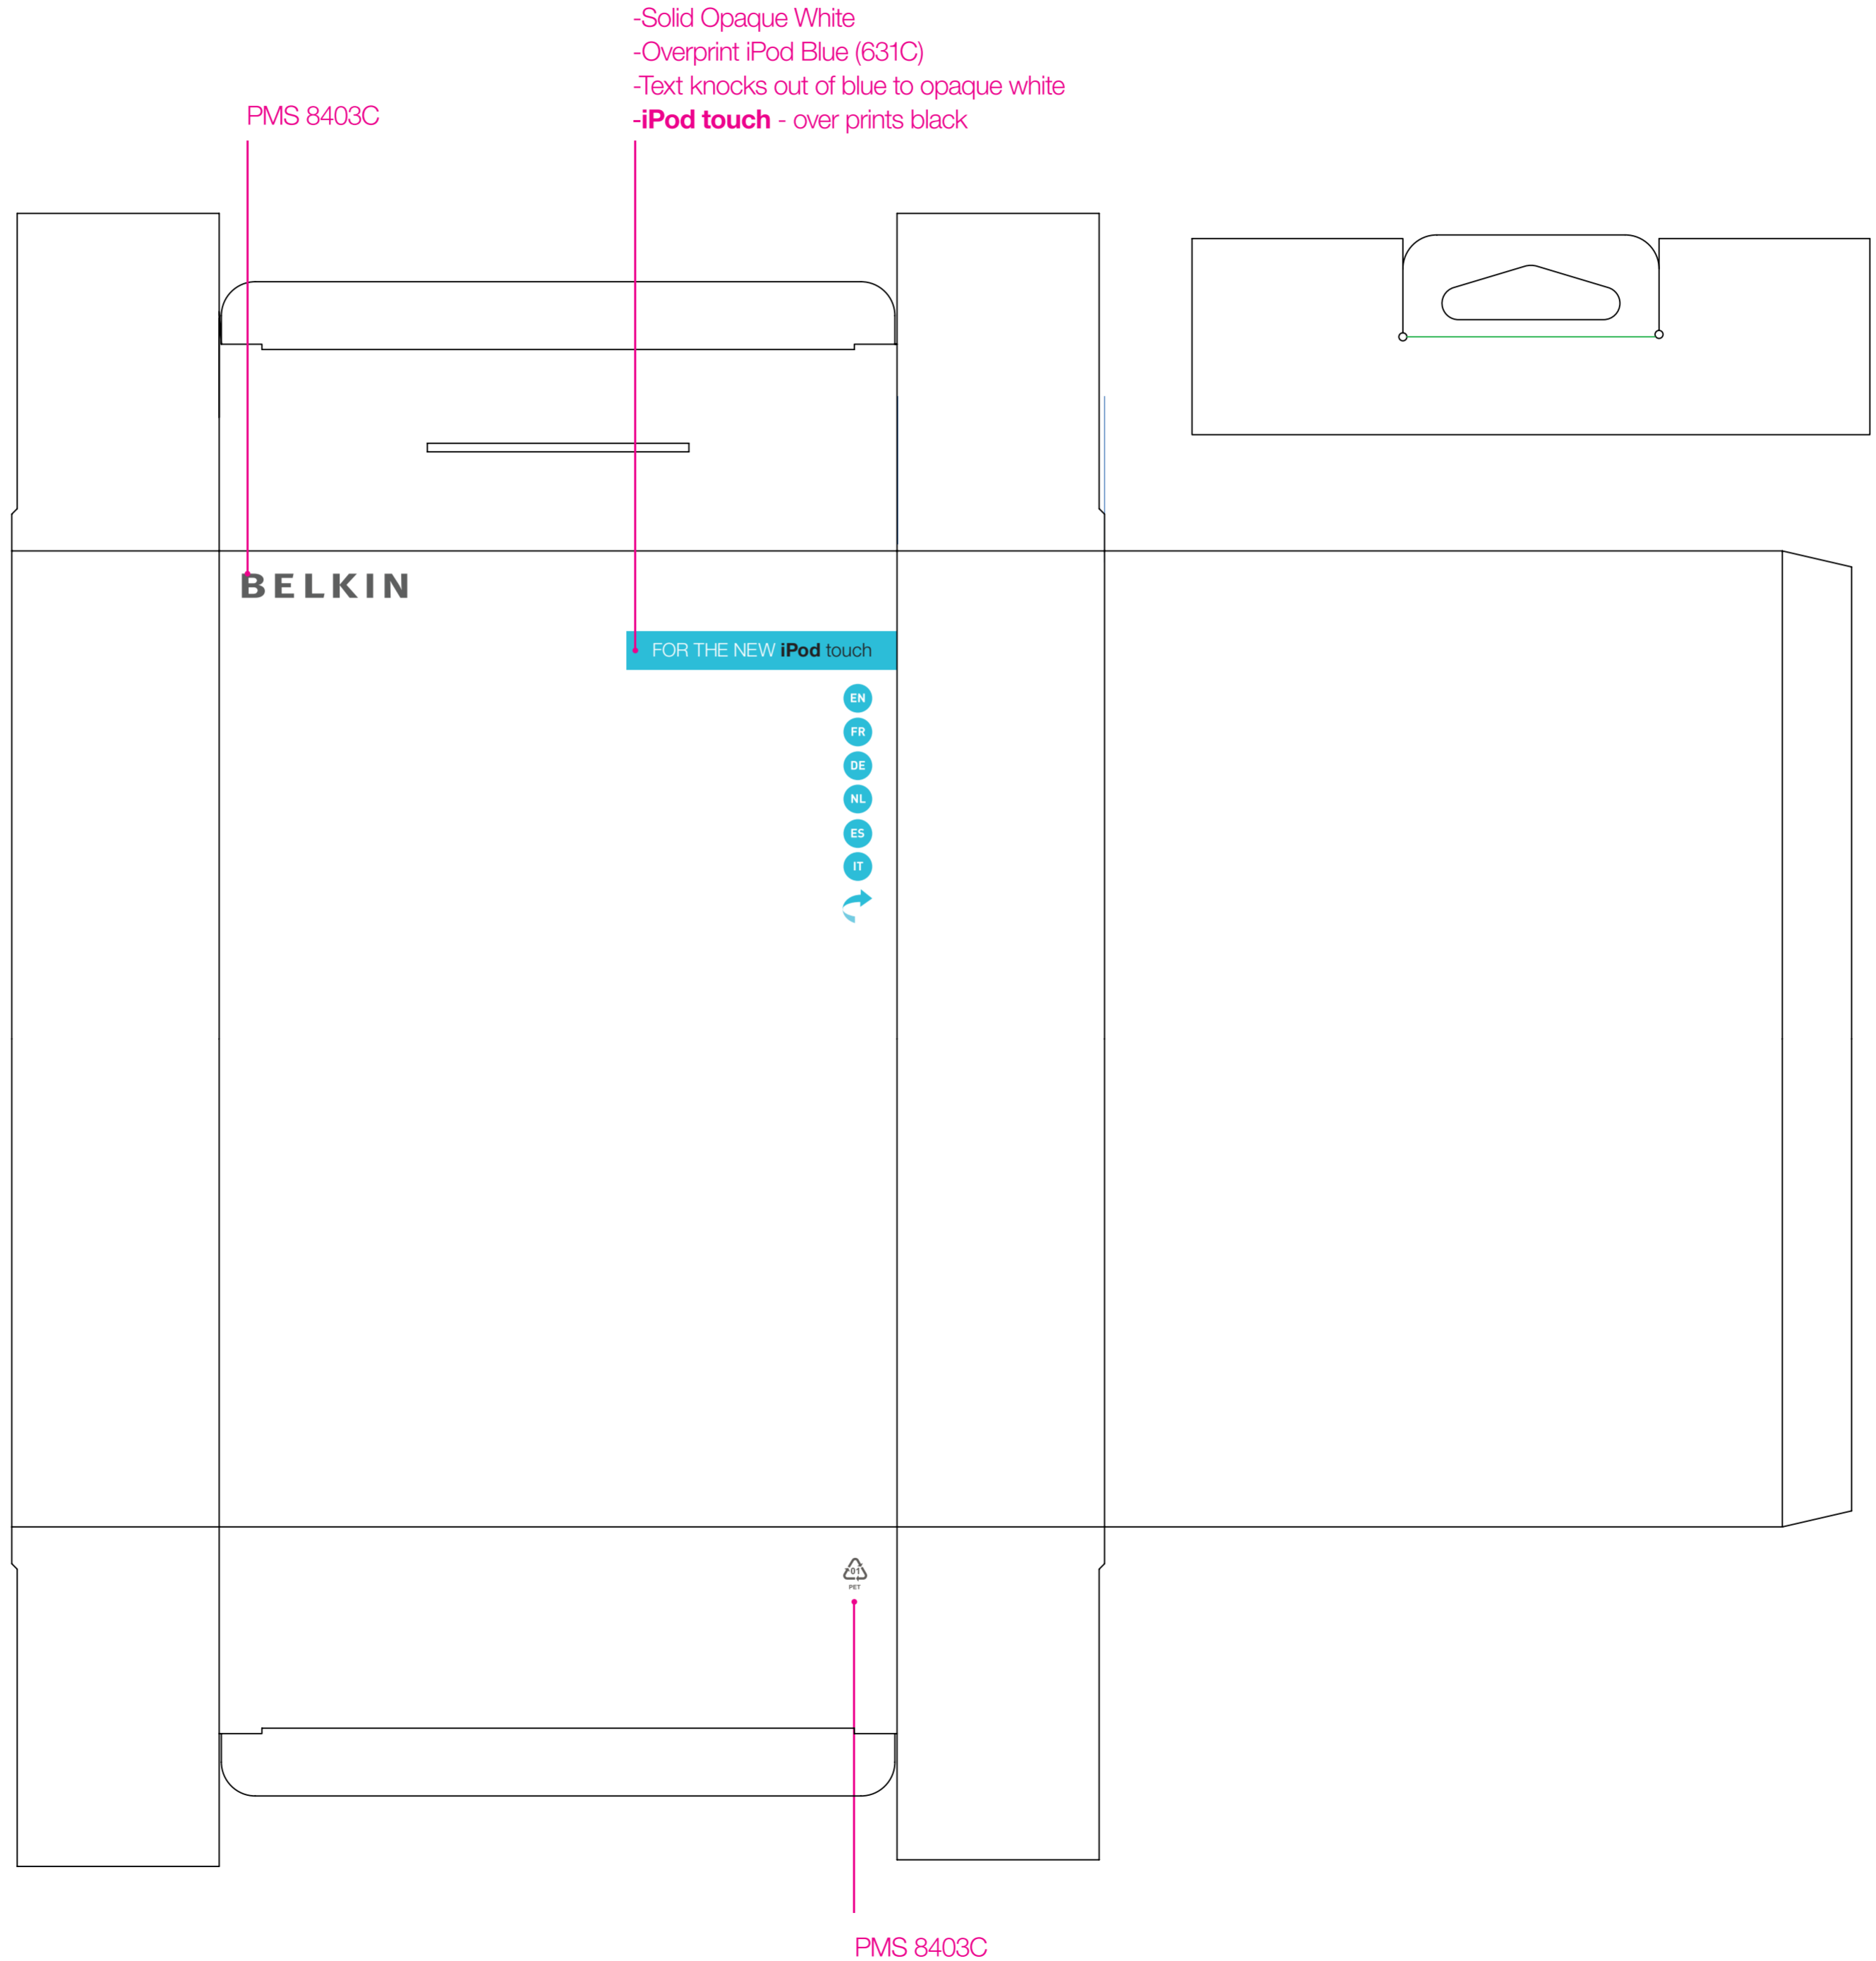 -Solid Opaque White
-Overprint iPod Blue (631C)
-Text knocks out of blue to opaque white
-iPod touch - over prints black
PMS 8403C
BELKIN
FOR THE NEW iPod touch
EN
FR
DE
NL
ES
IT
01
PET
PMS 8403C